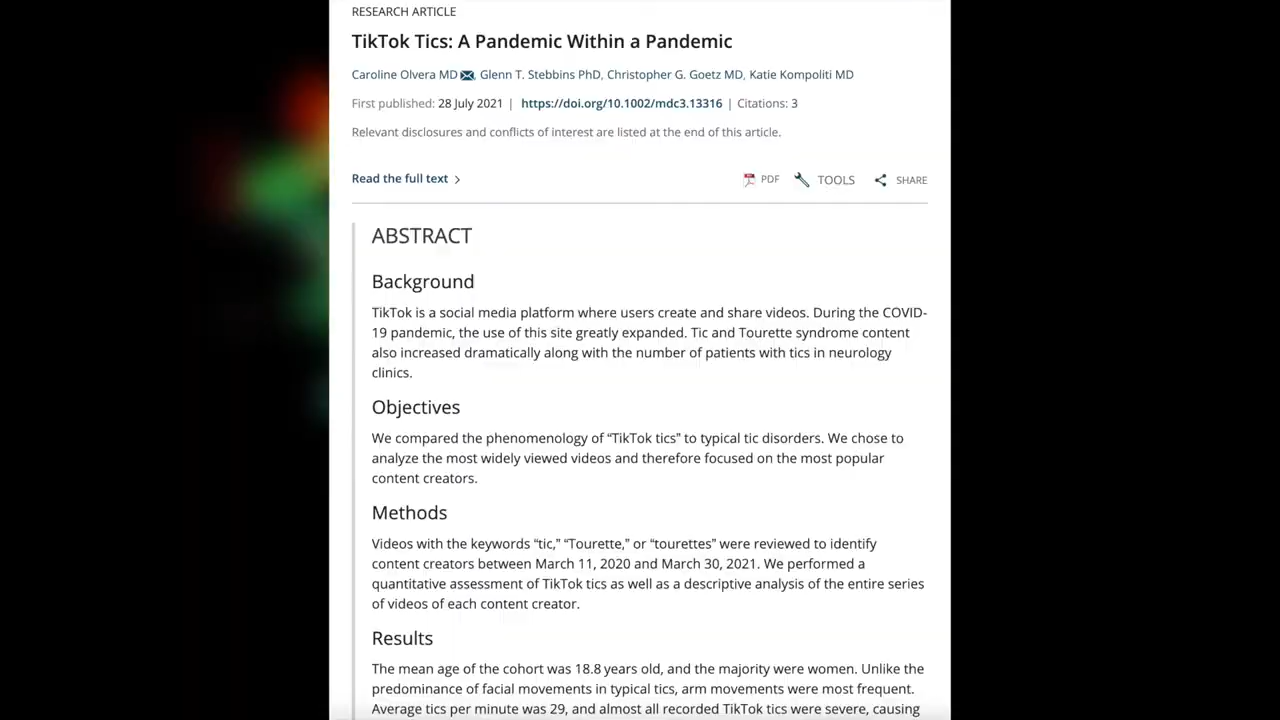 RESEARCH ARTICLE
TikTok Tics: A Pandemic Within a Pandemic
Caroline Olvera MD, Glenn T. Stebbins PhD, Christopher G. Goetz MD, Katie Kompoliti MD
First published: 28 July 2021 | https://doi.org/10.1002/mdc3.13316 | Citations: 3
Relevant disclosures and conflicts of interest are listed at the end of this article.
Read the full text >
PDF TOOLS SHARE
ABSTRACT
Background
TikTok is a social media platform where users create and share videos. During the COVID-
19 pandemic, the use of this site greatly expanded. Tic and Tourette syndrome content
also increased dramatically along with the number of patients with tics in neurology
clinics.
Objectives
We compared the phenomenology of “TikTok tics” to typical tic disorders. We chose to
analyze the most widely viewed videos and therefore focused on the most popular
content creators.
Methods
Videos with the keywords “tic,” “Tourette,” or “tourettes” were reviewed to identify
content creators between March 11, 2020 and March 30, 2021. We performed a
quantitative assessment of TikTok tics as well as a descriptive analysis of the entire series
of videos of each content creator.
Results
The mean age of the cohort was 18.8 years old, and the majority were women. Unlike the
predominance of facial movements in typical tics, arm movements were most frequent.
Average tics per minute was 29, and almost all recorded TikTok tics were severe, causing